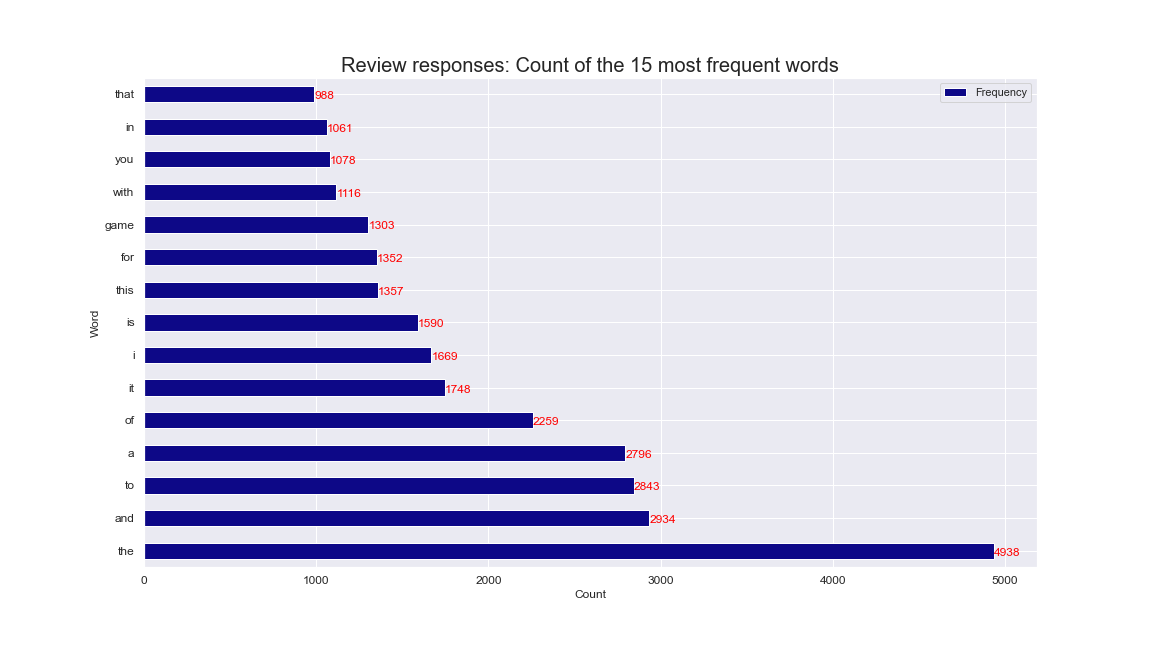 Review responses: Count of the 15 most frequent words
Frequency
that 988
in 1061
you 1078
with 1116
game 1303
for 1352
this 1357
is 1590
i 1669
it 1748
of 2259
a 2796
to 2843
and 2934
the 4938
Word
0 1000 2000 3000 4000 5000
Count